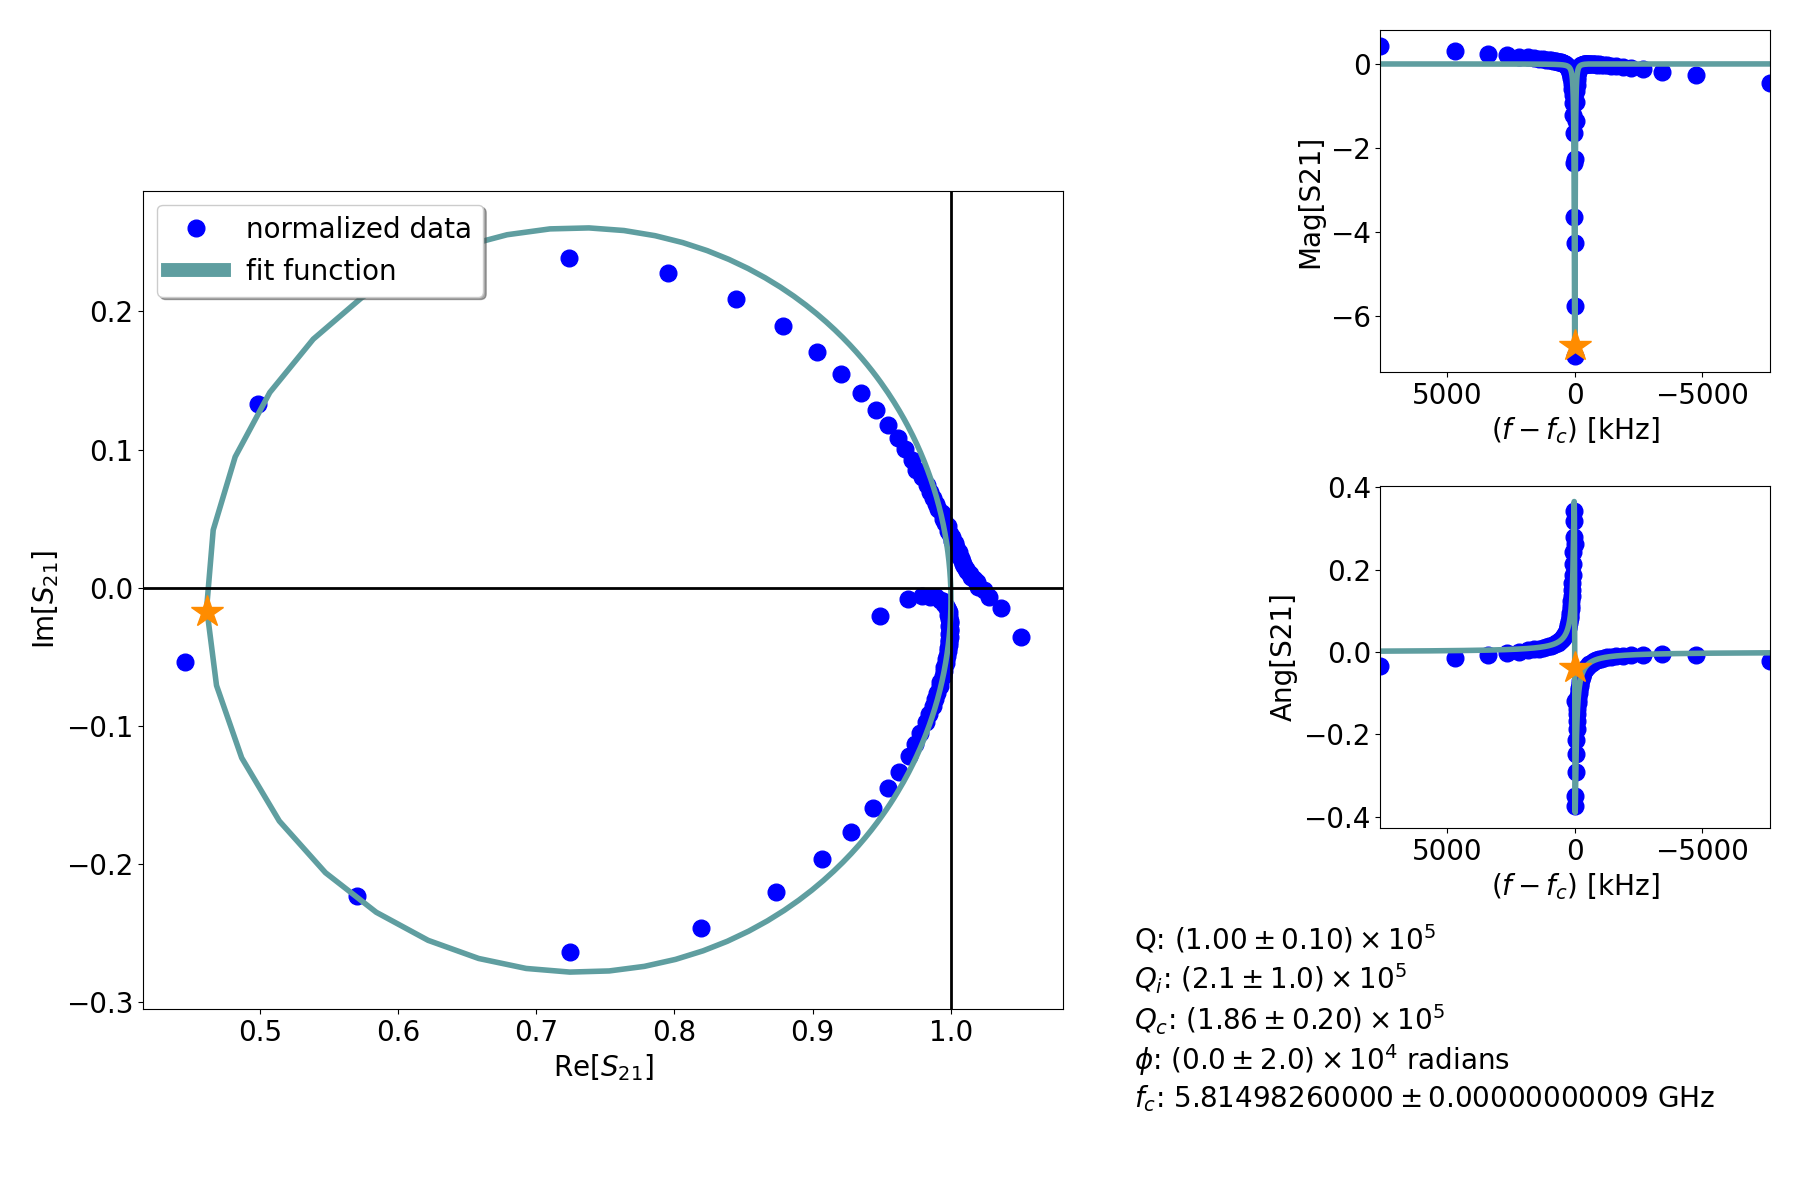 normalized data
fit function
0.2
0.1
0.0
−0.1
−0.2
−0.3
0.5 0.6 0.7 0.8 0.9 1.0
Re[S21]
Im[S21]
0
−2
−4
−6
Mag[S21]
5000 0 −5000
(f − fc) [kHz]
0.4
0.2
0.0
−0.2
−0.4
Ang[S21]
5000 0 −5000
(f − fc) [kHz]
Q: (1.00 ± 0.10) × 10⁵
Qi: (2.1 ± 1.0) × 10⁵
Qc: (1.86 ± 0.20) × 10⁵
ϕ: (0.0 ± 2.0) × 10⁴ radians
fc: 5.81498260000 ± 0.00000000009 GHz